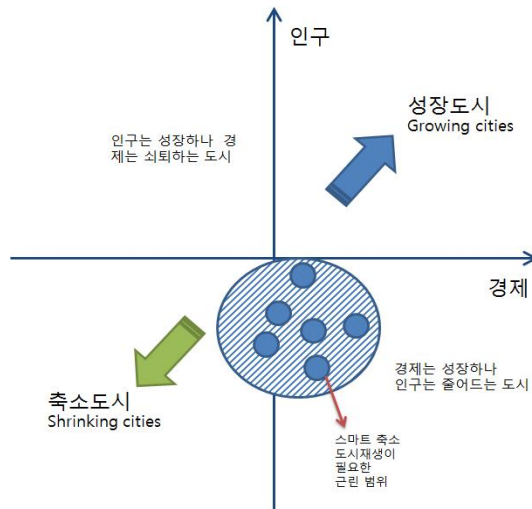 인구
성장도시
Growing cities
인구는 성장하나 경
제는 쇠퇴하는 도시
경제
경제는 성장하나
인구는 줄어드는 도시
축소도시
Shrinking cities
스마트 축소
도시재생이
필요한
근린 범위